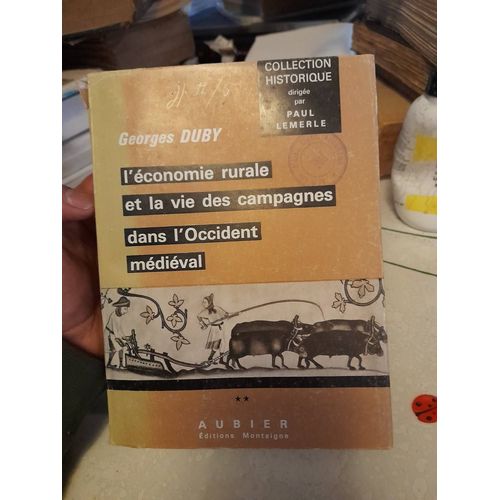 COLLECTION
HISTORIQUE
dirigée
par
PAUL
LEMERLE
Georges DUBY
l'économie rurale
et la vie des campagnes
dans l'Occident
médiéval
**
AUBIER
Éditions Montaigne